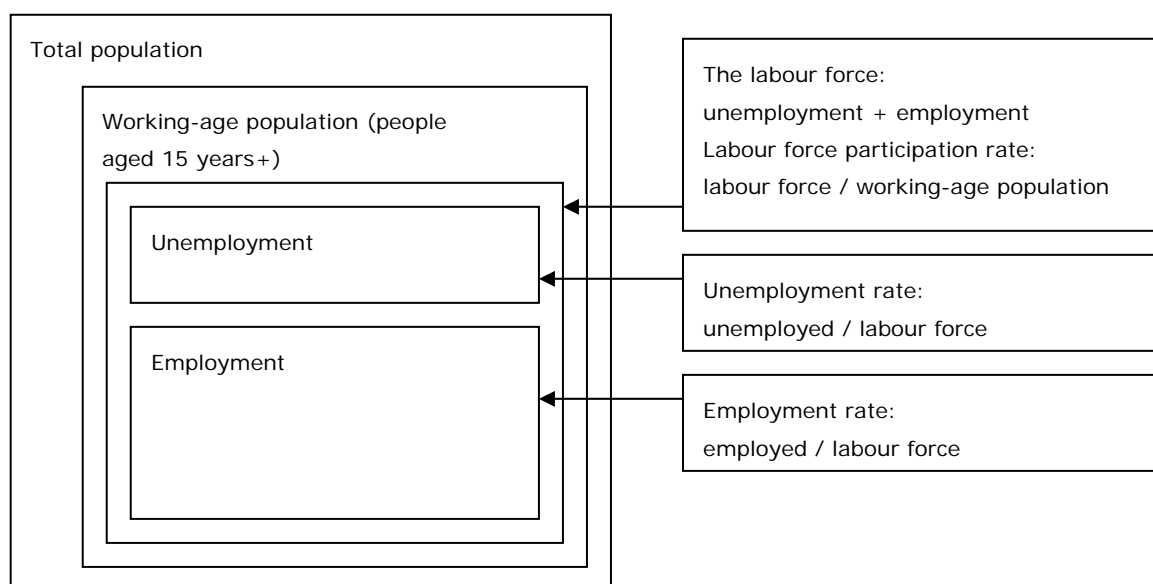 Total population
Working-age population (people
aged 15 years+)
Unemployment
Employment
The labour force:
unemployment + employment
Labour force participation rate:
labour force / working-age population
Unemployment rate:
unemployed / labour force
Employment rate:
employed / labour force